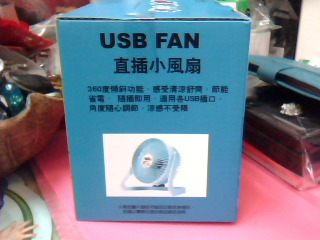 USB FAN
直插小風扇
360度傾斜功能，感受清涼舒爽，節能
省電， 隨插即用，適用各USB插口，
角度隨心調節，涼感不受限